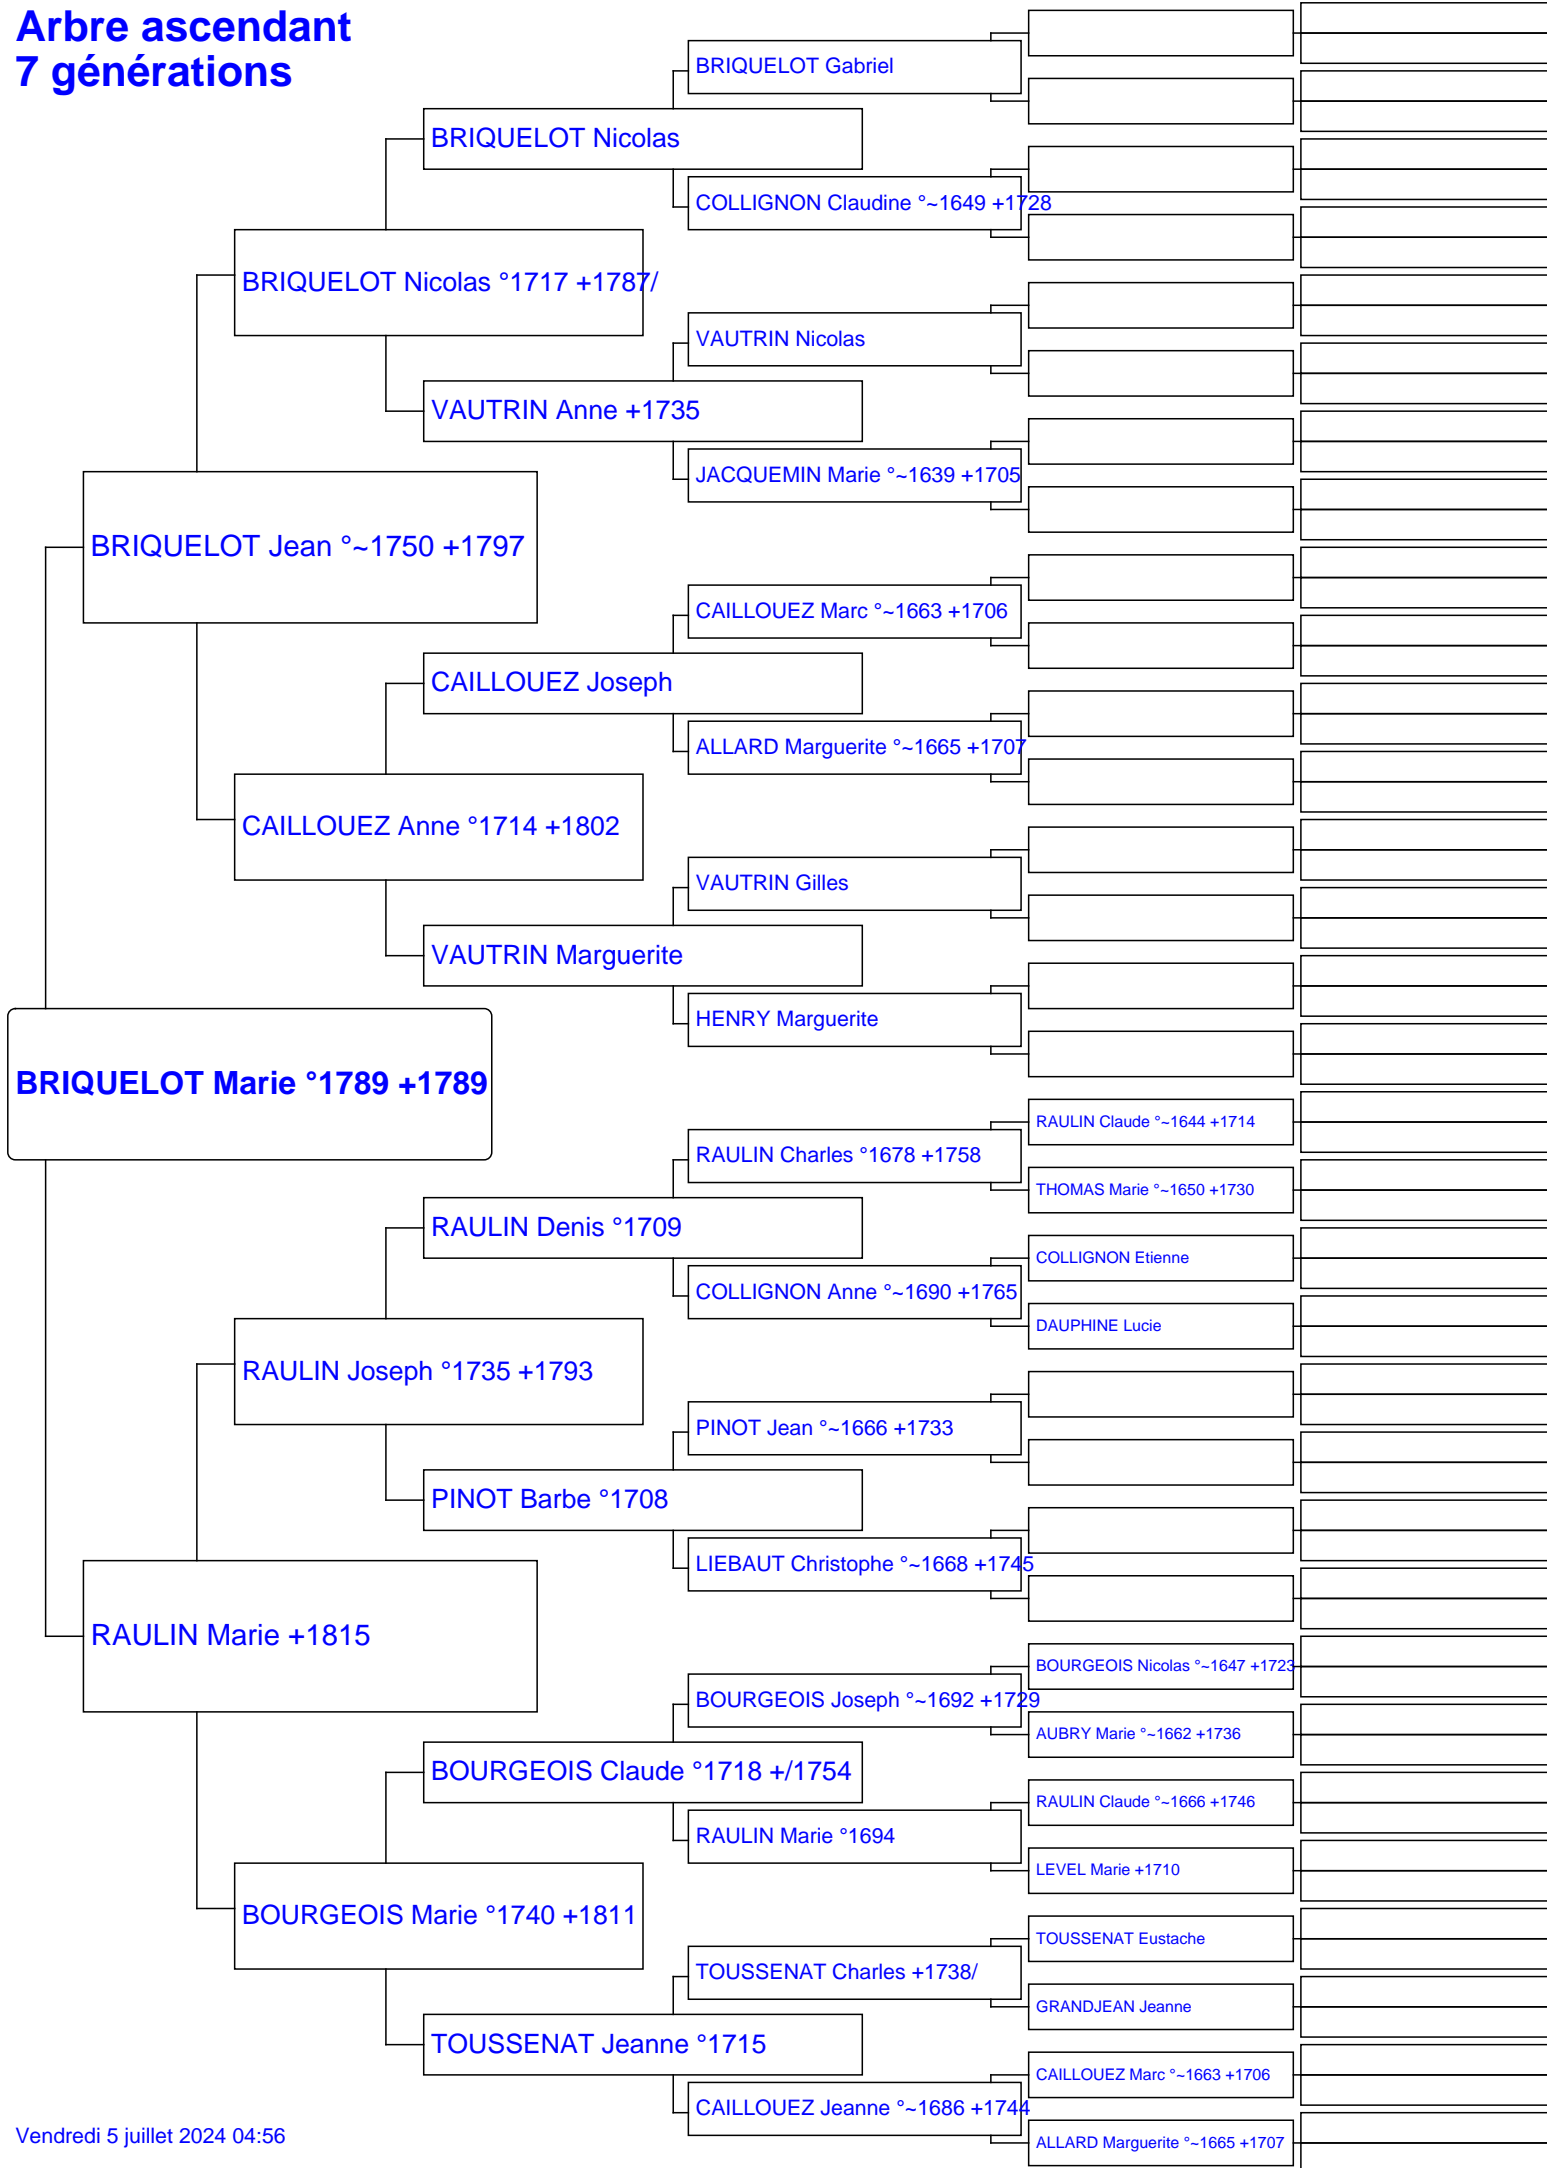 Arbre ascendant
7 générations
BRIQUELOT Gabriel
BRIQUELOT Nicolas
COLLIGNON Claudine °~1649 +1728
BRIQUELOT Nicolas °1717 +1787/
VAUTRIN Nicolas
VAUTRIN Anne +1735
JACQUEMIN Marie °~1639 +1705
BRIQUELOT Jean °~1750 +1797
CAILLOUEZ Marc °~1663 +1706
CAILLOUEZ Joseph
ALLARD Marguerite °~1665 +1707
CAILLOUEZ Anne °1714 +1802
VAUTRIN Gilles
VAUTRIN Marguerite
HENRY Marguerite
BRIQUELOT Marie °1789 +1789
RAULIN Claude °~1644 +1714
RAULIN Charles °1678 +1758
THOMAS Marie °~1650 +1730
RAULIN Denis °1709
COLLIGNON Etienne
COLLIGNON Anne °~1690 +1765
DAUPHINE Lucie
RAULIN Joseph °1735 +1793
PINOT Jean °~1666 +1733
PINOT Barbe °1708
LIEBAUT Christophe °~1668 +1745
RAULIN Marie +1815
BOURGEOIS Nicolas °~1647 +1723
BOURGEOIS Joseph °~1692 +1729
AUBRY Marie °~1662 +1736
BOURGEOIS Claude °1718 +/1754
RAULIN Claude °~1666 +1746
RAULIN Marie °1694
LEVEL Marie +1710
BOURGEOIS Marie °1740 +1811
TOUSSENAT Eustache
TOUSSENAT Charles +1738/
GRANDJEAN Jeanne
TOUSSENAT Jeanne °1715
CAILLOUEZ Marc °~1663 +1706
CAILLOUEZ Jeanne °~1686 +1744
ALLARD Marguerite °~1665 +1707
Vendredi 5 juillet 2024 04:56